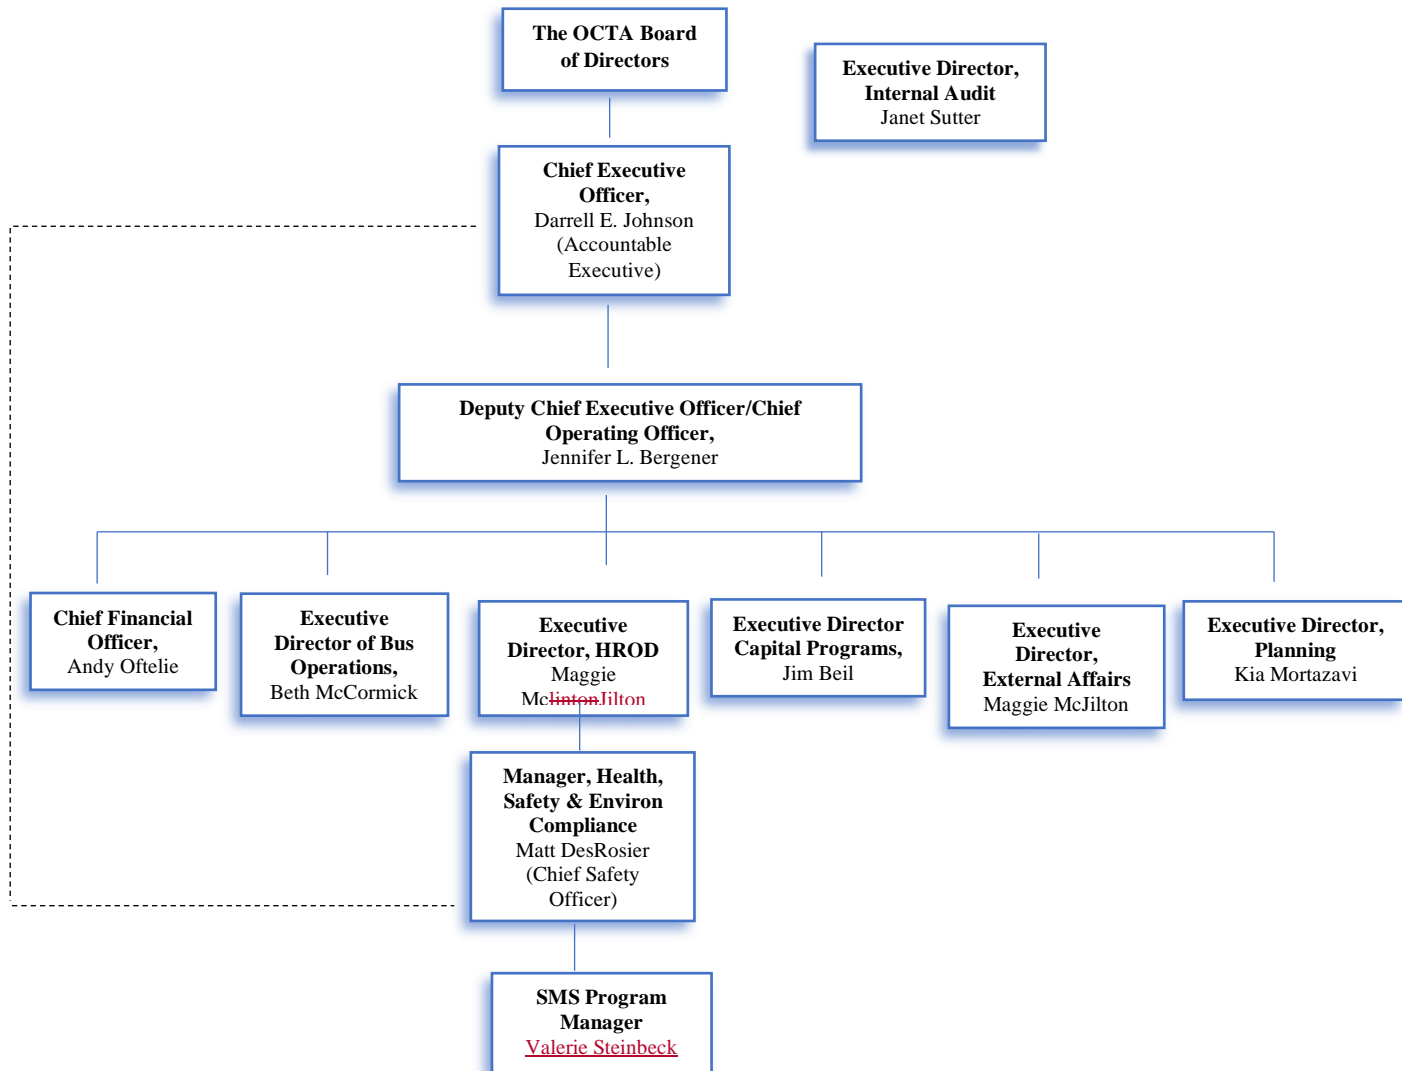 The OCTA Board
of Directors
Executive Director,
Internal Audit
Janet Sutter
Chief Executive
Officer,
Darrell E. Johnson
(Accountable
Executive)
Deputy Chief Executive Officer/Chief
Operating Officer,
Jennifer L. Bergener
Chief Financial
Officer,
Andy Oftelie
Executive
Director of Bus
Operations,
Beth McCormick
Executive
Director, HROD
Maggie
McJintonJilton
Executive Director
Capital Programs,
Jim Beil
Executive
Director,
External Affairs
Maggie McJilton
Executive Director,
Planning
Kia Mortazavi
Manager, Health,
Safety & Environ
Compliance
Matt DesRosier
(Chief Safety
Officer)
SMS Program
Manager
Valerie Steinbeck